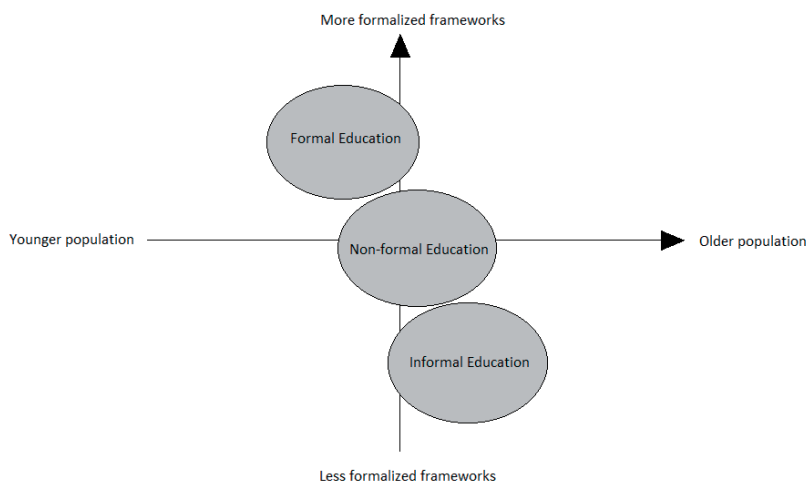 More formalized frameworks
Formal Education
Younger population
Non-formal Education
Older population
Informal Education
Less formalized frameworks